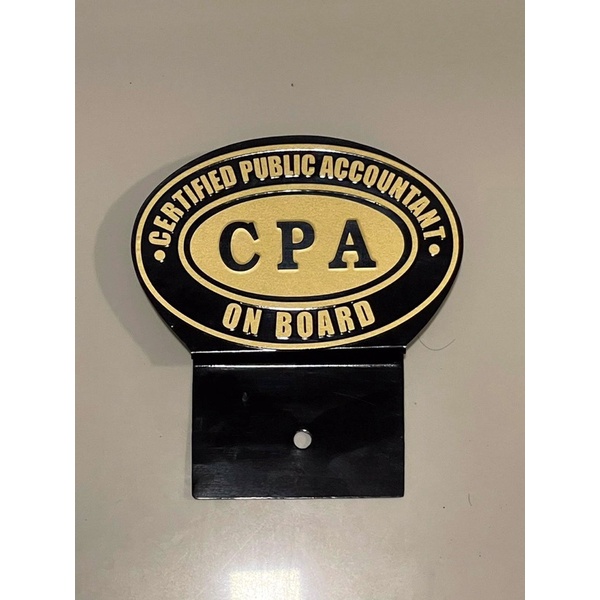 CERTIFIED PUBLIC ACCOUNTANT
CPA
ON BOARD